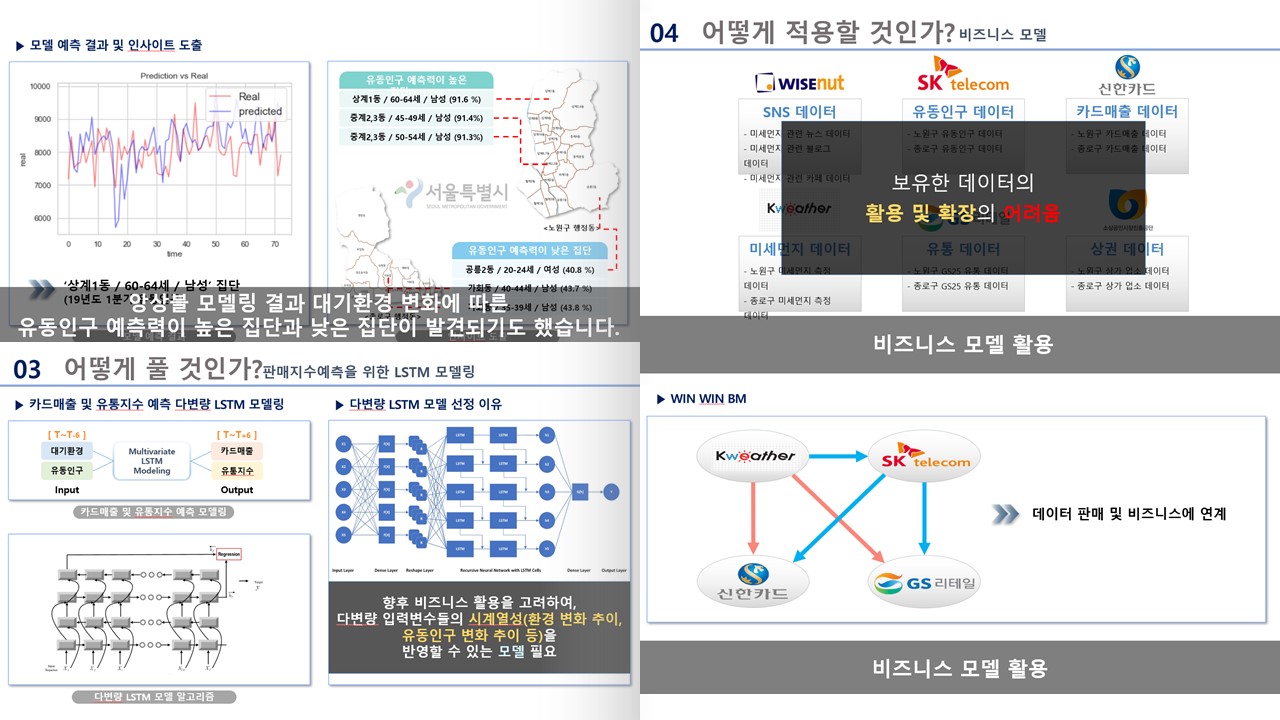 ▶ 모델 예측 결과 및 인사이트 도출
Prediction vs Real
Real
predicted
10000
9000
8000
7000
6000
real
0 10 20 30 40 50 60 70
time
‘상계1동 / 60-64세 / 남성’ 집단
(19년도 1분기
유동인구 예측력이 높은
상계1동 / 60-64세 / 남성 (91.6 %)
중계2,3동 / 45-49세 / 남성 (91.4%)
중계2,3동 / 50-54세 / 남성 (91.3%)
서울특별시
SEOUL METROPOLITAN GOVERNMENT
<노원구 행정동>
유동인구 예측력이 낮은 집단
공릉2동 / 20-24세 / 여성 (40.8 %)
가회동 / 40-44세 / 남성 (43.7 %)
35-39세 / 남성 (43.8 %)
앙상블 모델링 결과 대기환경 변화에 따른
유동인구 예측력이 높은 집단과 낮은 집단이 발견되기도 했습니다.
04 어떻게 적용할 것인가? 비즈니스 모델
WISENUT
SK telecom
신한카드
SNS 데이터
유동인구 데이터
카드매출 데이터
- 미세먼지 관련 뉴스 데이터
- 미세먼지 관련 블로그
데이터
- 미세먼지 관련 카페 데이터
- 노원구 유동인구 데이터
- 종로구 유동인구 데이터
- 노원구 카드매출 데이터
- 종로구 카드매출 데이터
보유한 데이터의
활용 및 확장의 어려움
Kweather
GS리테일
소상공인시장진흥공단
미세먼지 데이터
유통 데이터
상권 데이터
- 노원구 미세먼지 측정
데이터
- 종로구 미세먼지 측정
데이터
- 노원구 GS25 유통 데이터
- 종로구 GS25 유통 데이터
- 노원구 상가 업소 데이터
- 종로구 상가 업소 데이터
비즈니스 모델 활용
03 어떻게 풀 것인가? 판매지수예측을 위한 LSTM 모델링
▶ 카드매출 및 유통지수 예측 다변량 LSTM 모델링
[ T~T-6 ]
대기환경
유동인구
Input
Multivariate
LSTM
Modeling
[ T~T+6 ]
카드매출
유통지수
Output
카드매출 및 유통지수 예측 모델링
Regression
다변량 LSTM 모델 알고리즘
▶ 다변량 LSTM 모델 선정 이유
LSTM LSTM
LSTM LSTM
LSTM LSTM
LSTM LSTM
LSTM LSTM
Input Layer Dense Layer Reshape Layer Recursive Neural Network with LSTM Cells Dense Layer Output Layer
향후 비즈니스 활용을 고려하여,
다변량 입력변수들의 시계열성(환경 변화 추이,
유동인구 변화 추이 등)을
반영할 수 있는 모델 필요
▶ WIN WIN BM
Kweather
SK telecom
신한카드
GS리테일
데이터 판매 및 비즈니스에 연계
비즈니스 모델 활용